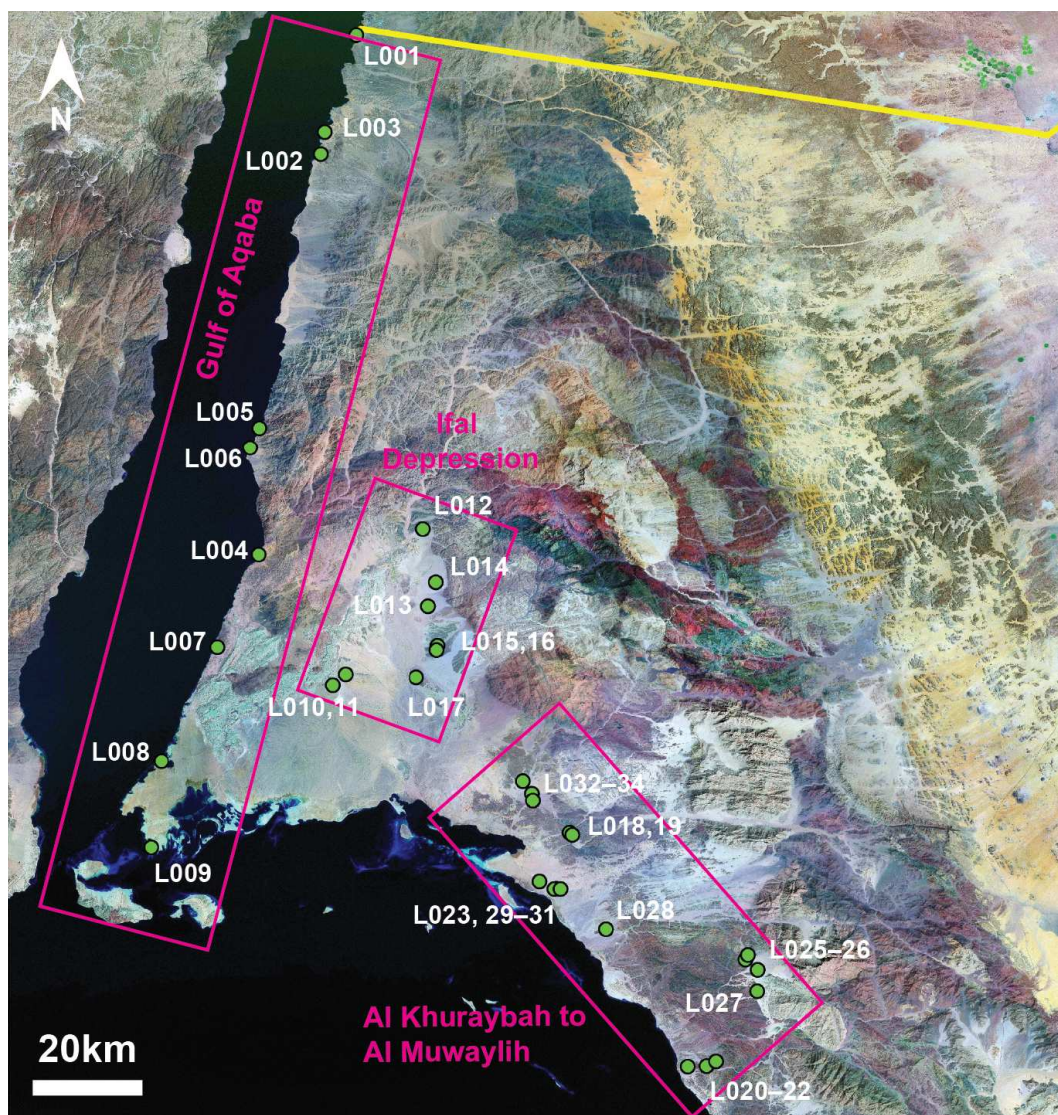 L001
N
L003
L002
Gulf of Aqaba
L005
L006
Ifal
Depression
L012
L004
L014
L013
L007
L015,16
L010,11
L017
L008
L032–34
L018,19
L009
L023, 29–31
L028
L025–26
L027
Al Khuraybah to
Al Muwaylih
20km
L020–22